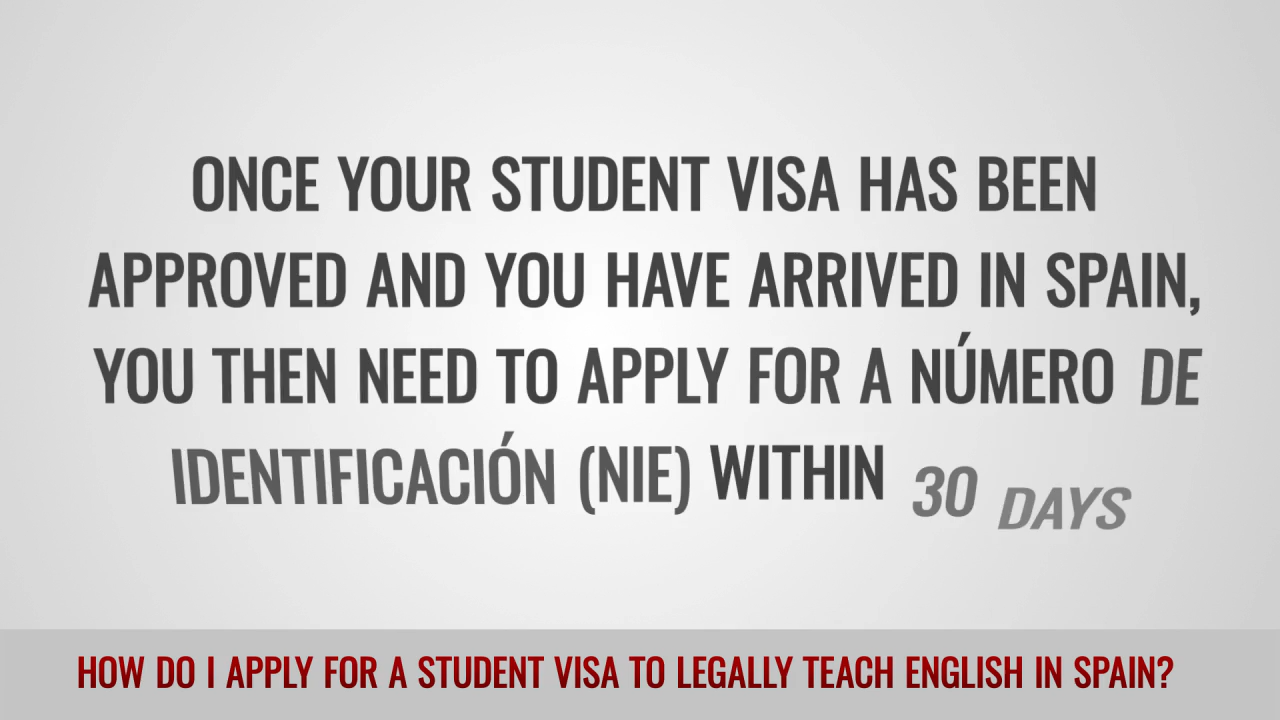 ONCE YOUR STUDENT VISA HAS BEEN
APPROVED AND YOU HAVE ARRIVED IN SPAIN,
YOU THEN NEED TO APPLY FOR A NÚMERO DE
IDENTIFICACIÓN (NIE) WITHIN 30 DAYS
HOW DO I APPLY FOR A STUDENT VISA TO LEGALLY TEACH ENGLISH IN SPAIN?